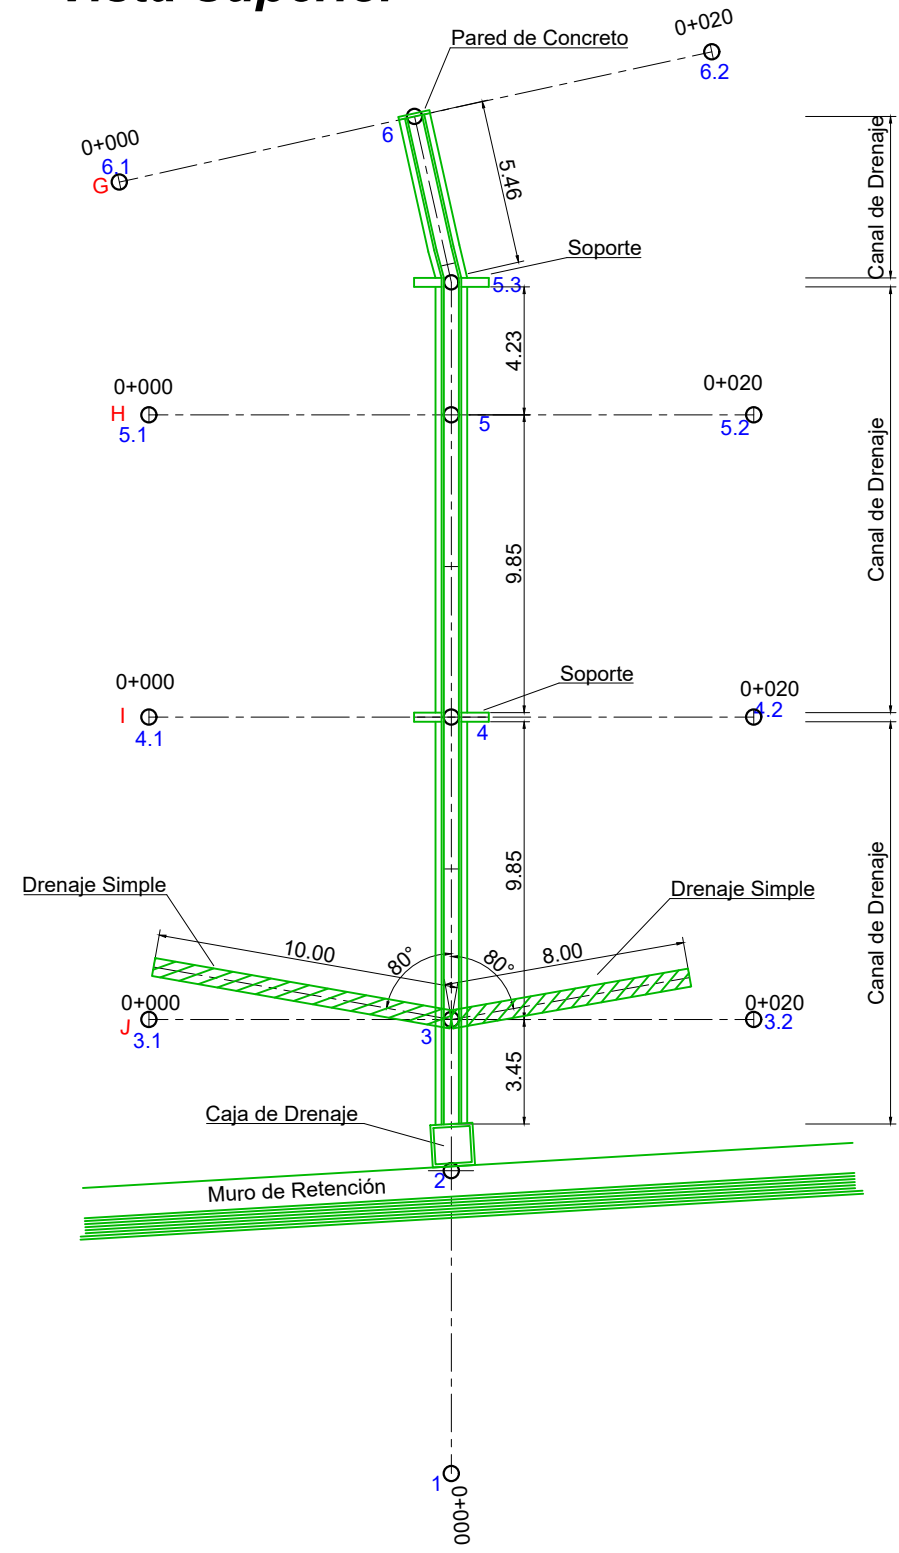 Vista Superior
0+020
Pared de Concreto
6.2
6
0+000
6.1
G
Canal de Drenaje
5.46
Soporte
5.3
4.23
0+000
0+020
H
5
5.1
5.2
Canal de Drenaje
9.85
Soporte
0+000
0+020
I
4.2
4
4.1
9.85
Canal de Drenaje
Drenaje Simple
Drenaje Simple
10.00
80°
80°
8.00
0+000
0+020
J
3.1
3
3.2
3.45
Caja de Drenaje
2
Muro de Retención
1
0+000